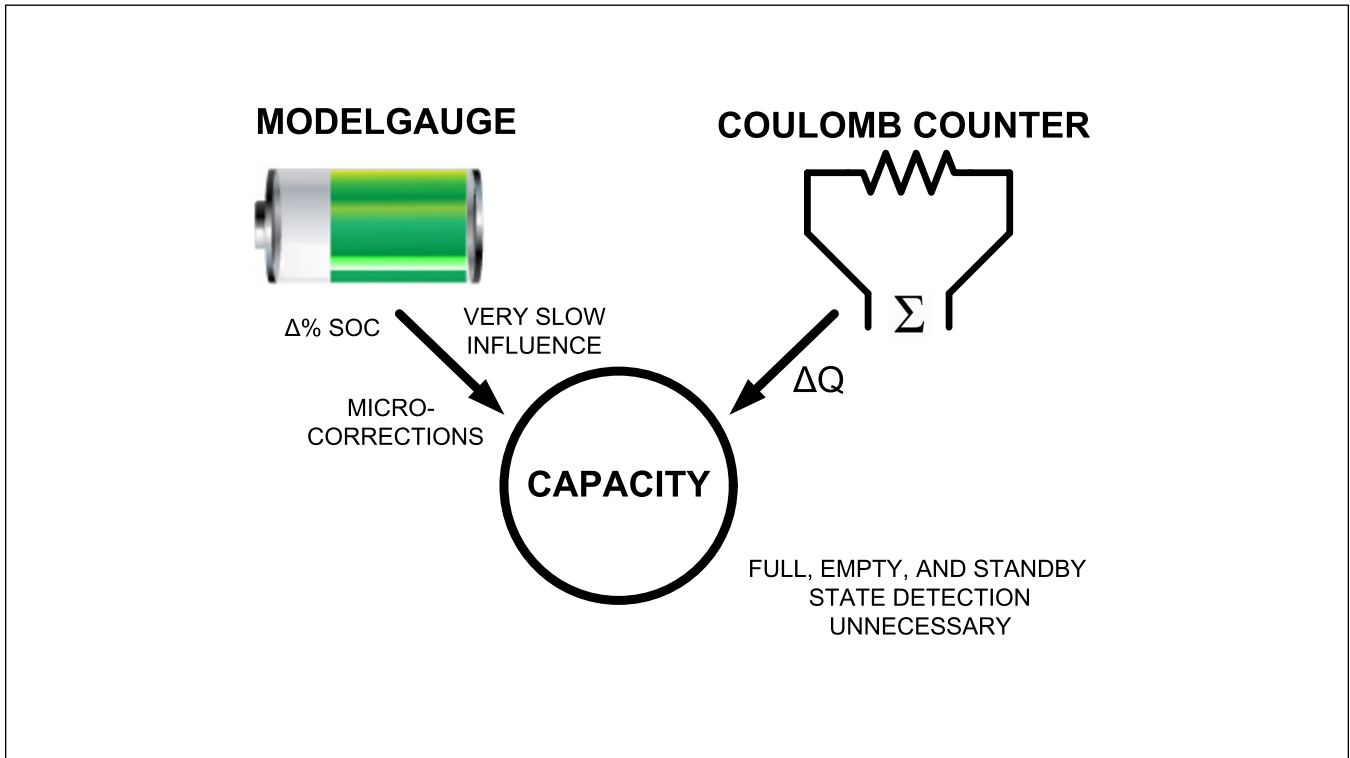 MODELGAUGE
COULOMB COUNTER
Σ
Δ% SOC
VERY SLOW
INFLUENCE
ΔQ
MICRO-
CORRECTIONS
CAPACITY
FULL, EMPTY, AND STANDBY
STATE DETECTION
UNNECESSARY